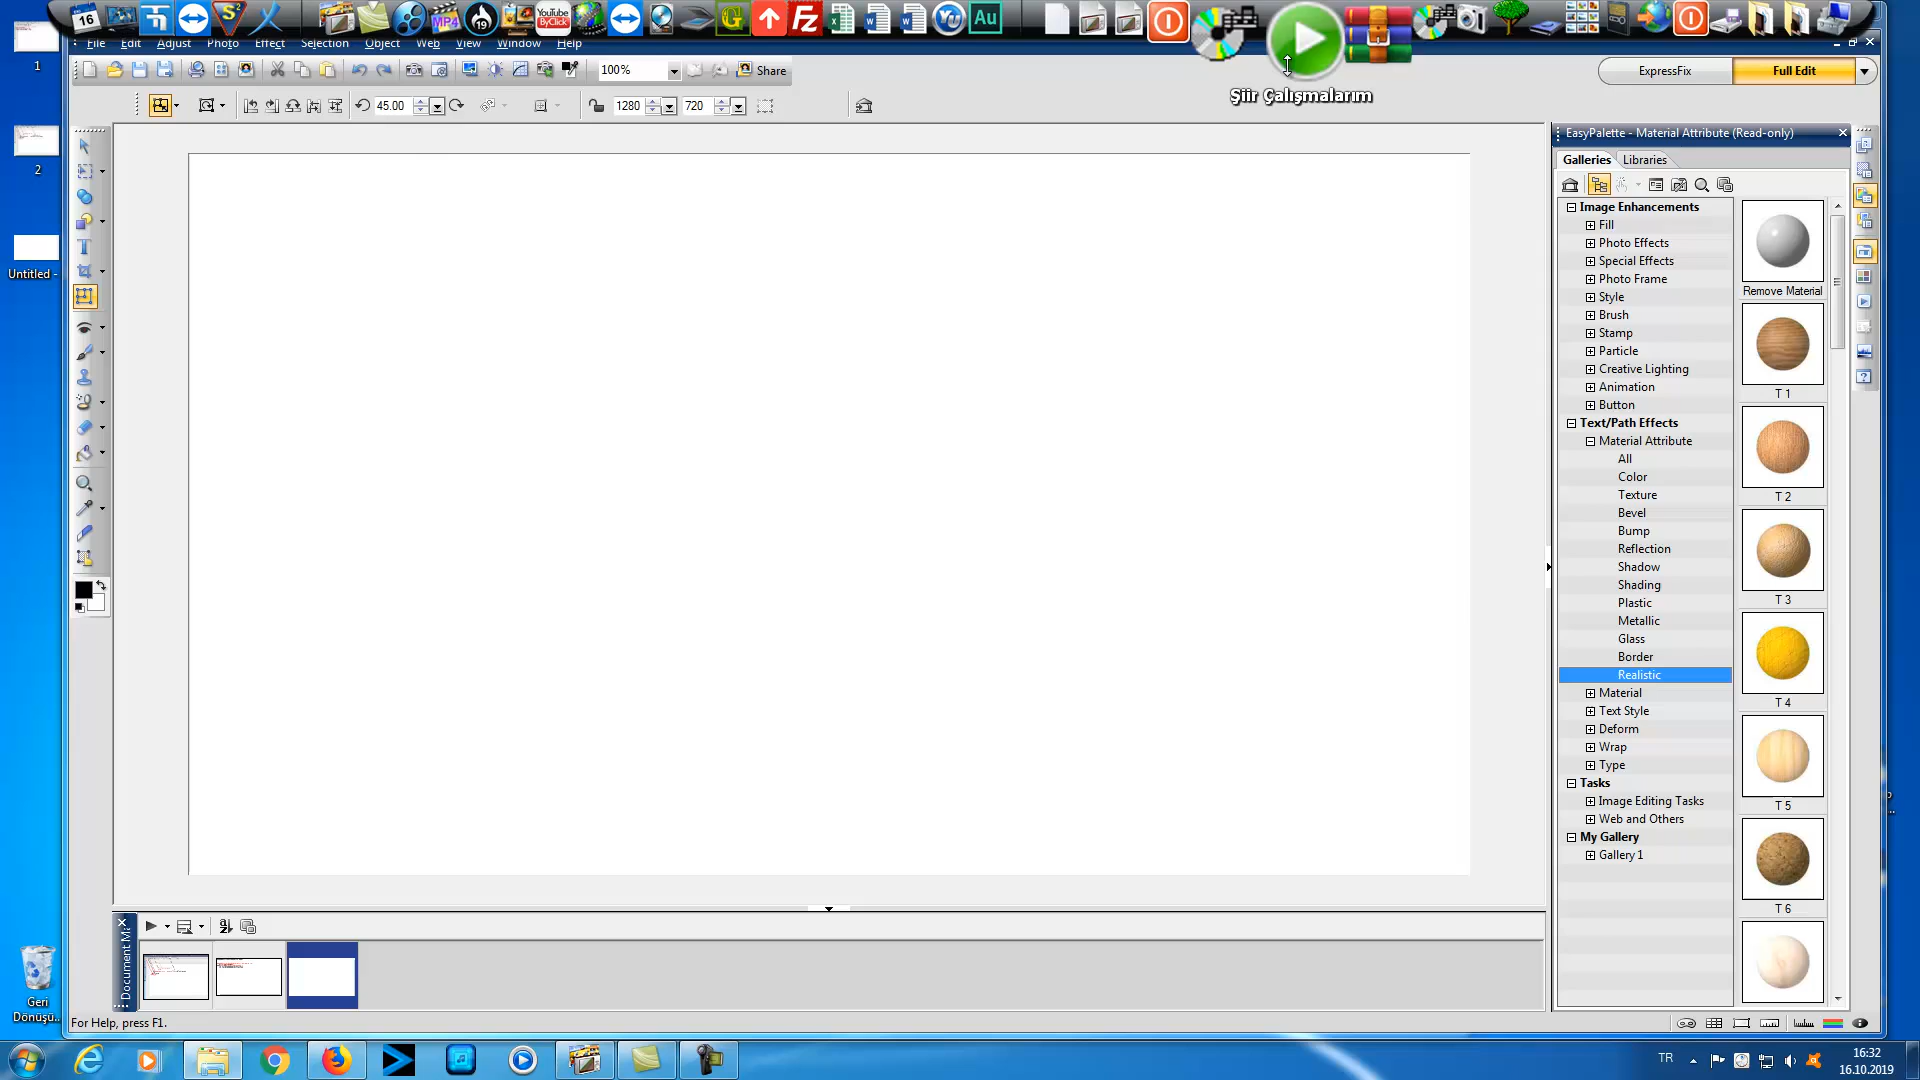 16
19
YouTube
ByClick
MP4
Au
File Edit Adjust Photo Effect Selection Object Web View Window Help
Şiir Çalışmalarım
100%
Share
ExpressFix
Full Edit
45.00
1280
720
1
2
Untitled -
Geri
Dönüşü...
EasyPalette - Material Attribute (Read-only)
Galleries
Libraries
Image Enhancements
Fill
Photo Effects
Special Effects
Photo Frame
Style
Brush
Stamp
Particle
Creative Lighting
Animation
Button
Text/Path Effects
Material Attribute
All
Color
Texture
Bevel
Bump
Reflection
Shadow
Shading
Plastic
Metallic
Glass
Border
Realistic
Material
Text Style
Deform
Wrap
Type
Tasks
Image Editing Tasks
Web and Others
My Gallery
Gallery 1
Remove Material
T 1
T 2
T 3
T 4
T 5
T 6
For Help, press F1.
TR
16:32
16.10.2019